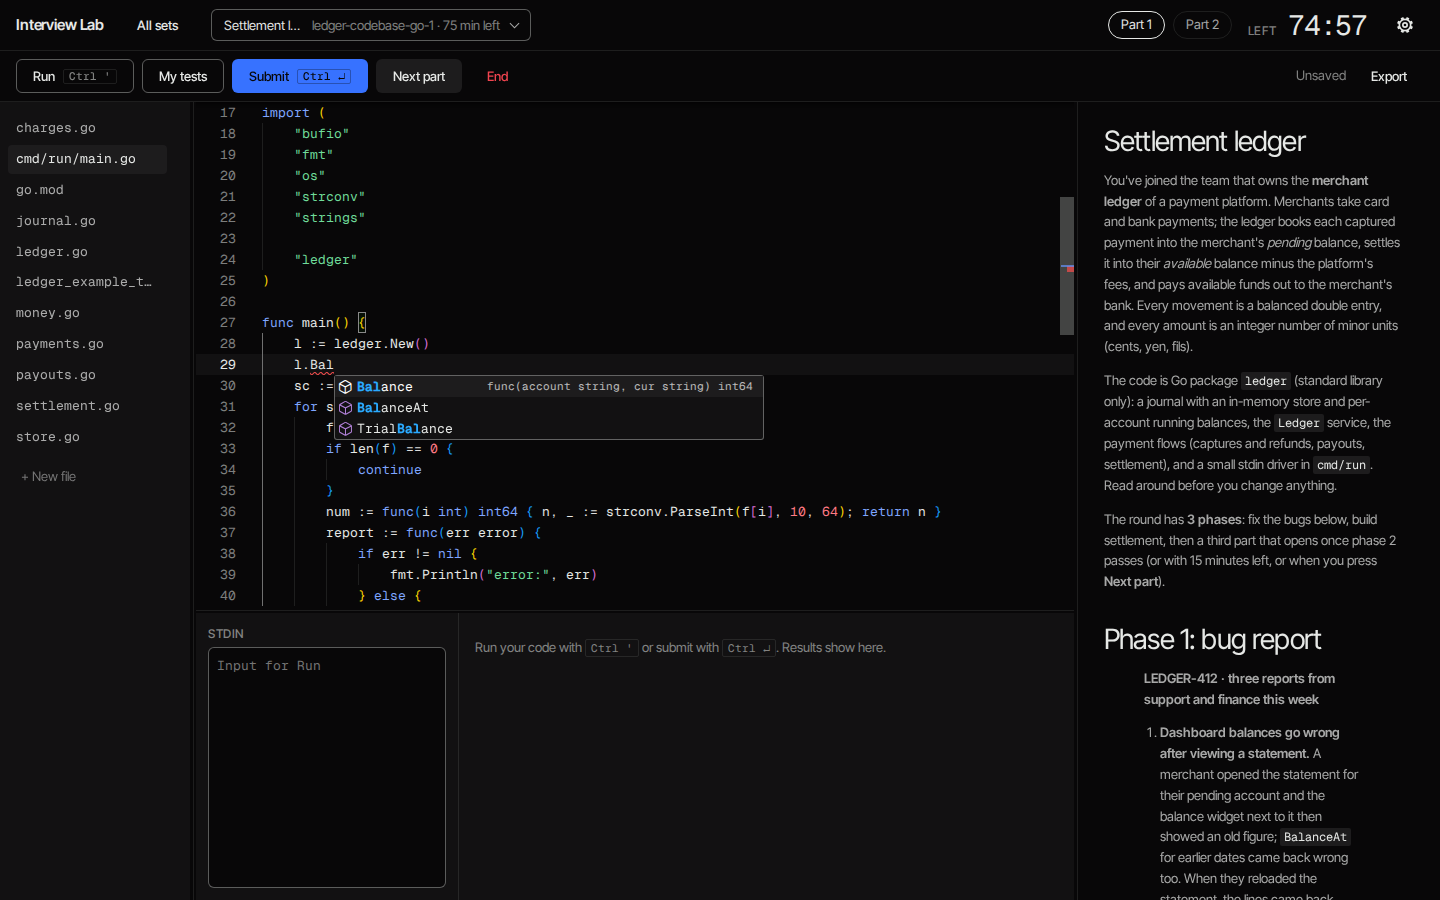 Interview Lab
All sets
Settlement l... ledger-codebase-go-1 · 75 min left
Part 1
Part 2
LEFT 74:57
Run Ctrl '
My tests
Submit Ctrl ↵
Next part
End
Unsaved
Export
charges.go
cmd/run/main.go
go.mod
journal.go
ledger.go
ledger_example_t…
money.go
payments.go
payouts.go
settlement.go
store.go
+ New file
17 import (
18 "bufio"
19 "fmt"
20 "os"
21 "strconv"
22 "strings"
23
24 "ledger"
25 )
26
27 func main() {
28 l := ledger.New()
29 l.Bal
30 sc :=
31 for s
32 f
33 if len(f) == 0 {
34 continue
35 }
36 num := func(i int) int64 { n, _ := strconv.ParseInt(f[i], 10, 64); return n }
37 report := func(err error) {
38 if err != nil {
39 fmt.Println("error:", err)
40 } else {
Balance func(account string, cur string) int64
BalanceAt
TrialBalance
STDIN
Input for Run
Run your code with Ctrl ' or submit with Ctrl ↵. Results show here.
Settlement ledger
You've joined the team that owns the merchant
ledger of a payment platform. Merchants take card
and bank payments; the ledger books each captured
payment into the merchant's pending balance, settles
it into their available balance minus the platform's
fees, and pays available funds out to the merchant's
bank. Every movement is a balanced double entry,
and every amount is an integer number of minor units
(cents, yen, fils).
The code is Go package ledger (standard library
only): a journal with an in-memory store and per-
account running balances, the Ledger service, the
payment flows (captures and refunds, payouts,
settlement), and a small stdin driver in cmd/run.
Read around before you change anything.
The round has 3 phases: fix the bugs below, build
settlement, then a third part that opens once phase 2
passes (or with 15 minutes left, or when you press
Next part).
Phase 1: bug report
LEDGER-412 · three reports from
support and finance this week
1. Dashboard balances go wrong
after viewing a statement. A
merchant opened the statement for
their pending account and the
balance widget next to it then
showed an old figure; BalanceAt
for earlier dates came back wrong
too. When they reloaded the
statement, the lines came back